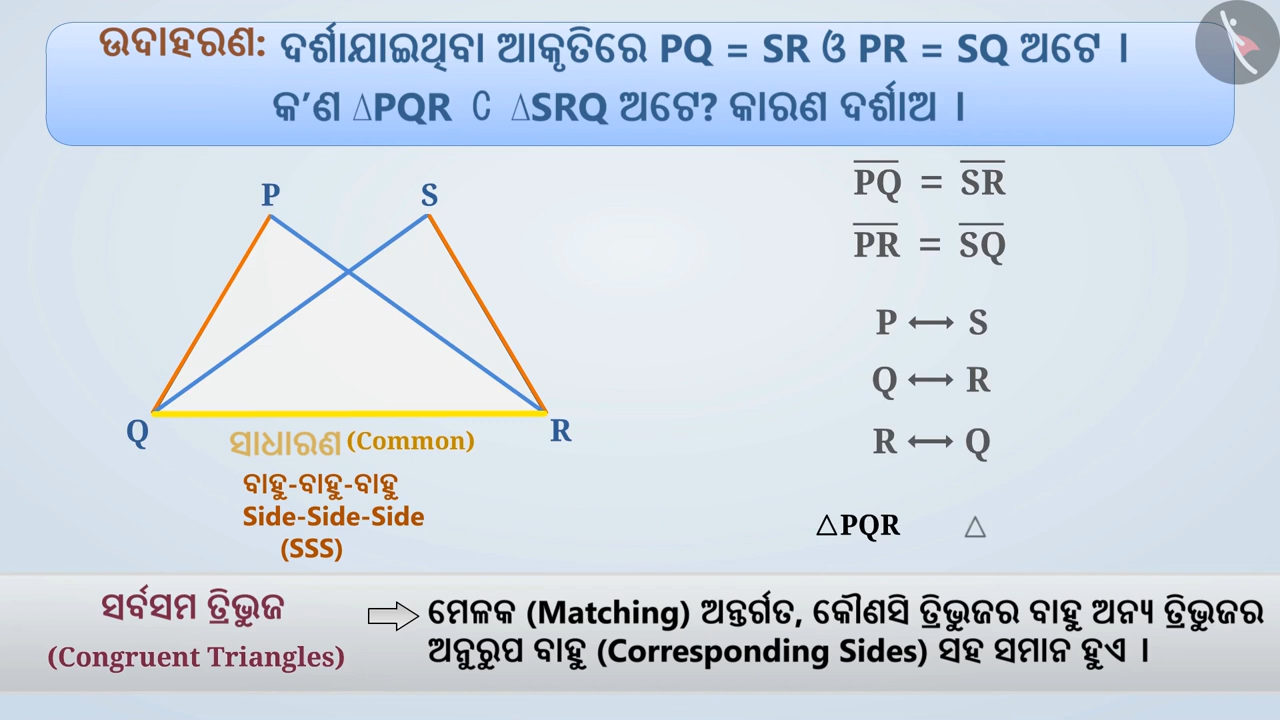 ଉଦାହରଣ: ଦର୍ଶାଯାଇଥିବା ଆକୃତିରେ PQ = SR ଓ PR = SQ ଅଟେ ।
କ’ଣ ∆PQR ⊂ ∆SRQ ଅଟେ? କାରଣ ଦର୍ଶାଅ ।
PQ = SR
PR = SQ
P S
P ↔ S
Q ↔ R
R ↔ Q
Q R
ସାଧାରଣ (Common)
ବାହୁ-ବାହୁ-ବାହୁ
Side-Side-Side
(SSS)
△PQR △
ସର୍ବସମ ତ୍ରିଭୁଜ
(Congruent Triangles)
ମେଳକ (Matching) ଅନ୍ତର୍ଗତ, କୌଣସି ତ୍ରିଭୁଜର ବାହୁ ଅନ୍ୟ ତ୍ରିଭୁଜର
ଅନୁରୁପ ବାହୁ (Corresponding Sides) ସହ ସମାନ ହୁଏ ।